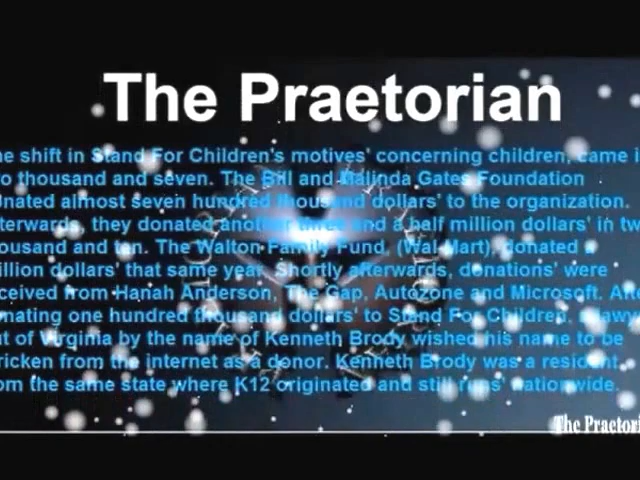 The Praetorian
he shift in Stand For Children's motives' concerning children, came i
o thousand and seven. The Bill and Malinda Gates Foundation
nated almost seven hundred thousand dollars' to the organization.
terwards, they donated another three and a half million dollars' in tw
ousand and ten. The Walton Family Fund, (Wal-Mart), donated a
illion dollars' that same year. Shortly afterwards, donations' were
ceived from Hanah Anderson, The Gap, Autozone and Microsoft. An
nating one hundred thousand dollars' to Stand For Children, a lawy
ut of Virginia by the name of Kenneth Brody wished his name to be
ricken from the internet as a donor. Kenneth Brody was a resident
om the same state where K12 originated and still runs' nationwide.
The Praetori